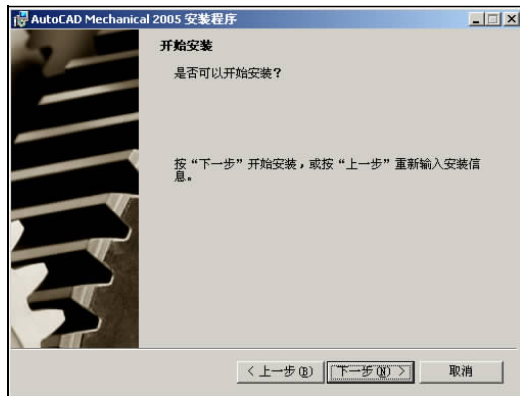 AutoCAD Mechanical 2005 安装程序
开始安装
是否可以开始安装？
按“下一步”开始安装，或按“上一步”重新输入安装信
息。
< 上一步(B)
下一步(N) >
取消